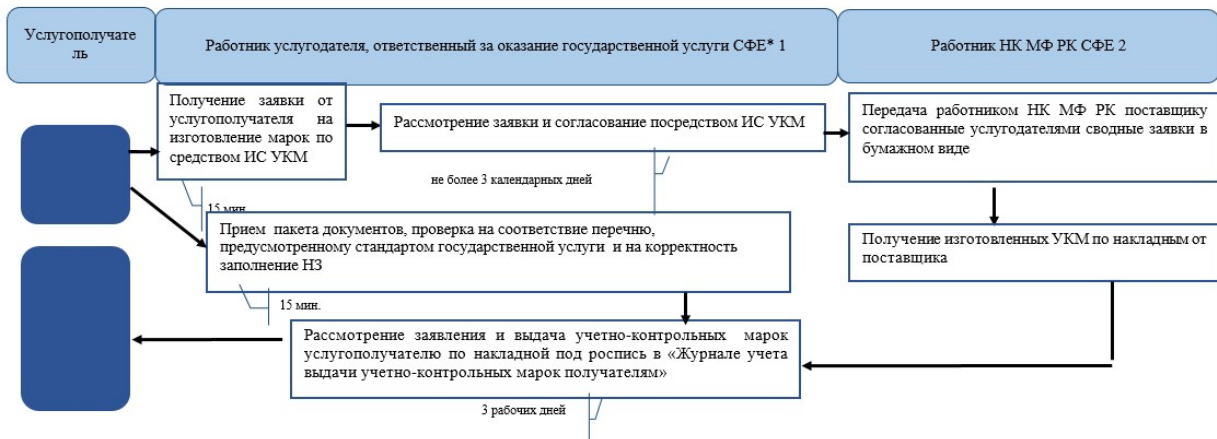 Услугополучате
ль
Работник услугодателя, ответственный за оказание государственной услуги СФЕ* 1
Работник НК МФ РК СФЕ 2
Получение заявки от
услугополучателя на
изготовление марок по
средством ИС УКМ
Рассмотрение заявки и согласование посредством ИС УКМ
Передача работником НК МФ РК поставщику
согласованные услугодателями сводные заявки в
бумажном виде
не более 3 календарных дней
15 мин.
Прием пакета документов, проверка на соответствие перечню,
предусмотренному стандартом государственной услуги и на корректность
заполнение НЗ
Получение изготовленных УКМ по накладным от
поставщика
15 мин.
Рассмотрение заявления и выдача учетно-контрольных марок
услугополучателю по накладной под роспись в «Журнале учета
выдачи учетно-контрольных марок получателям»
3 рабочих дней